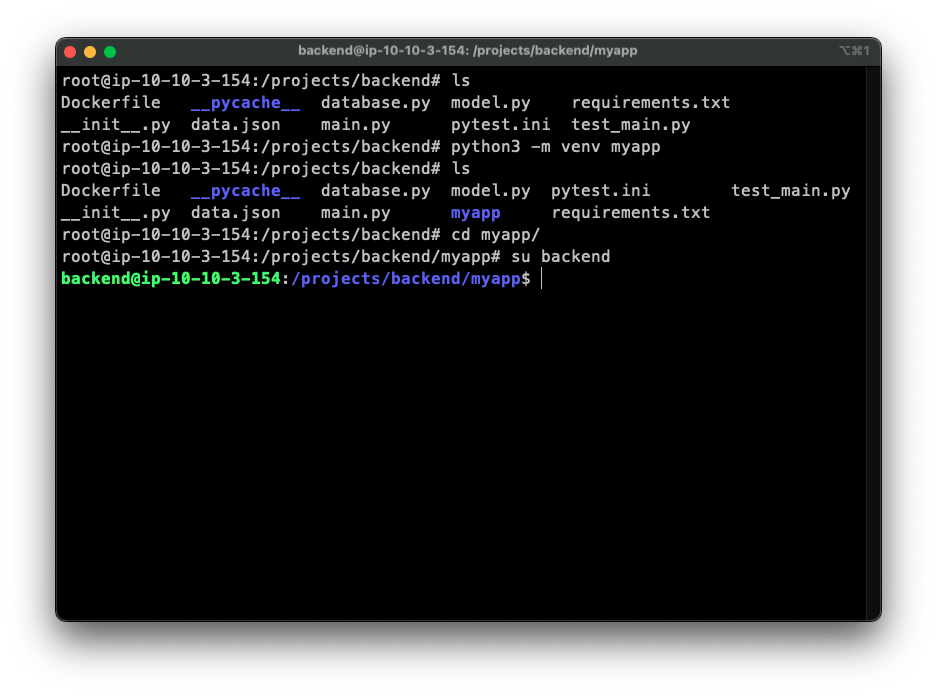 backend@ip-10-10-3-154: /projects/backend/myapp ⌥⌘1
root@ip-10-10-3-154:/projects/backend# ls
Dockerfile   __pycache__  database.py  model.py    requirements.txt
__init__.py  data.json    main.py      pytest.ini  test_main.py
root@ip-10-10-3-154:/projects/backend# python3 -m venv myapp
root@ip-10-10-3-154:/projects/backend# ls
Dockerfile   __pycache__  database.py  model.py  pytest.ini        test_main.py
__init__.py  data.json    main.py      myapp     requirements.txt
root@ip-10-10-3-154:/projects/backend# cd myapp/
root@ip-10-10-3-154:/projects/backend/myapp# su backend
backend@ip-10-10-3-154:/projects/backend/myapp$